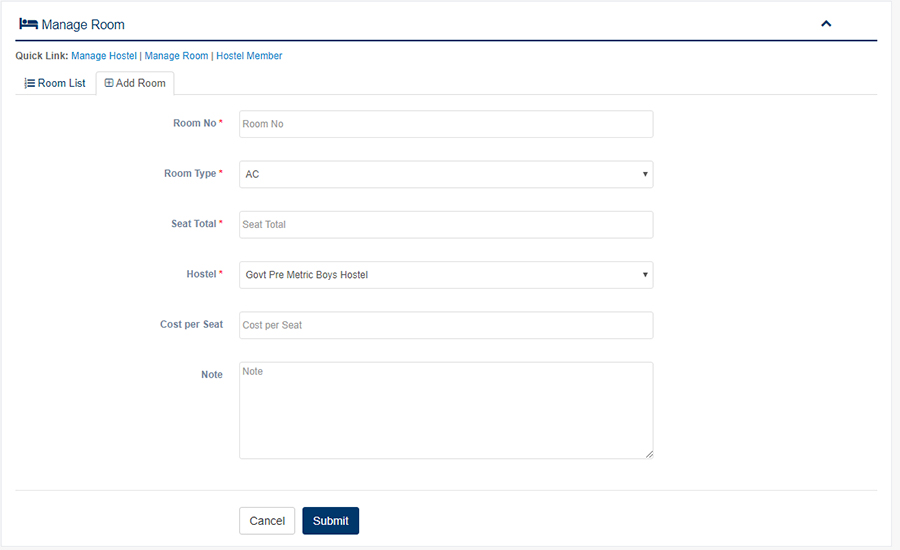 Manage Room
Quick Link: Manage Hostel | Manage Room | Hostel Member
Room List Add Room
Room No * Room No
Room Type * AC
Seat Total * Seat Total
Hostel * Govt Pre Metric Boys Hostel
Cost per Seat Cost per Seat
Note Note
Cancel Submit